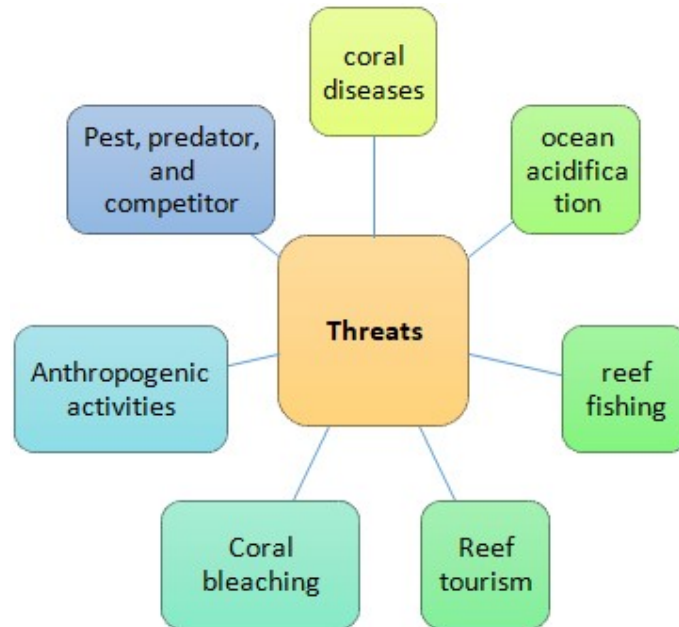 coral
diseases
Pest, predator,
and
competitor
ocean
acidifica
tion
Threats
Anthropogenic
activities
reef
fishing
Coral
bleaching
Reef
tourism